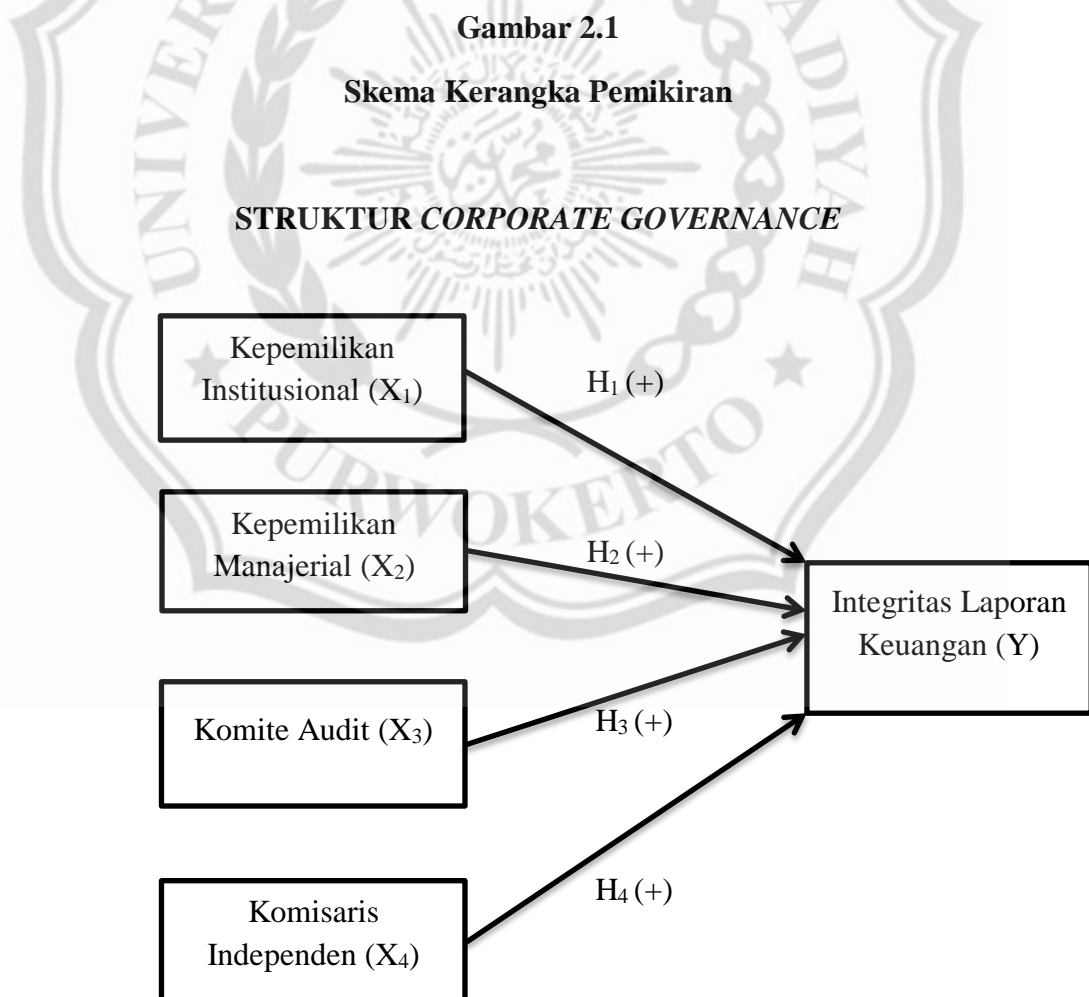 Gambar 2.1
Skema Kerangka Pemikiran
STRUKTUR CORPORATE GOVERNANCE
Kepemilikan
Institusional (X₁)
H₁ (+)
Kepemilikan
Manajerial (X₂)
H₂ (+)
Integritas Laporan
Keuangan (Y)
Komite Audit (X₃)
H₃ (+)
Komisaris
Independen (X₄)
H₄ (+)
PURWOKERTO